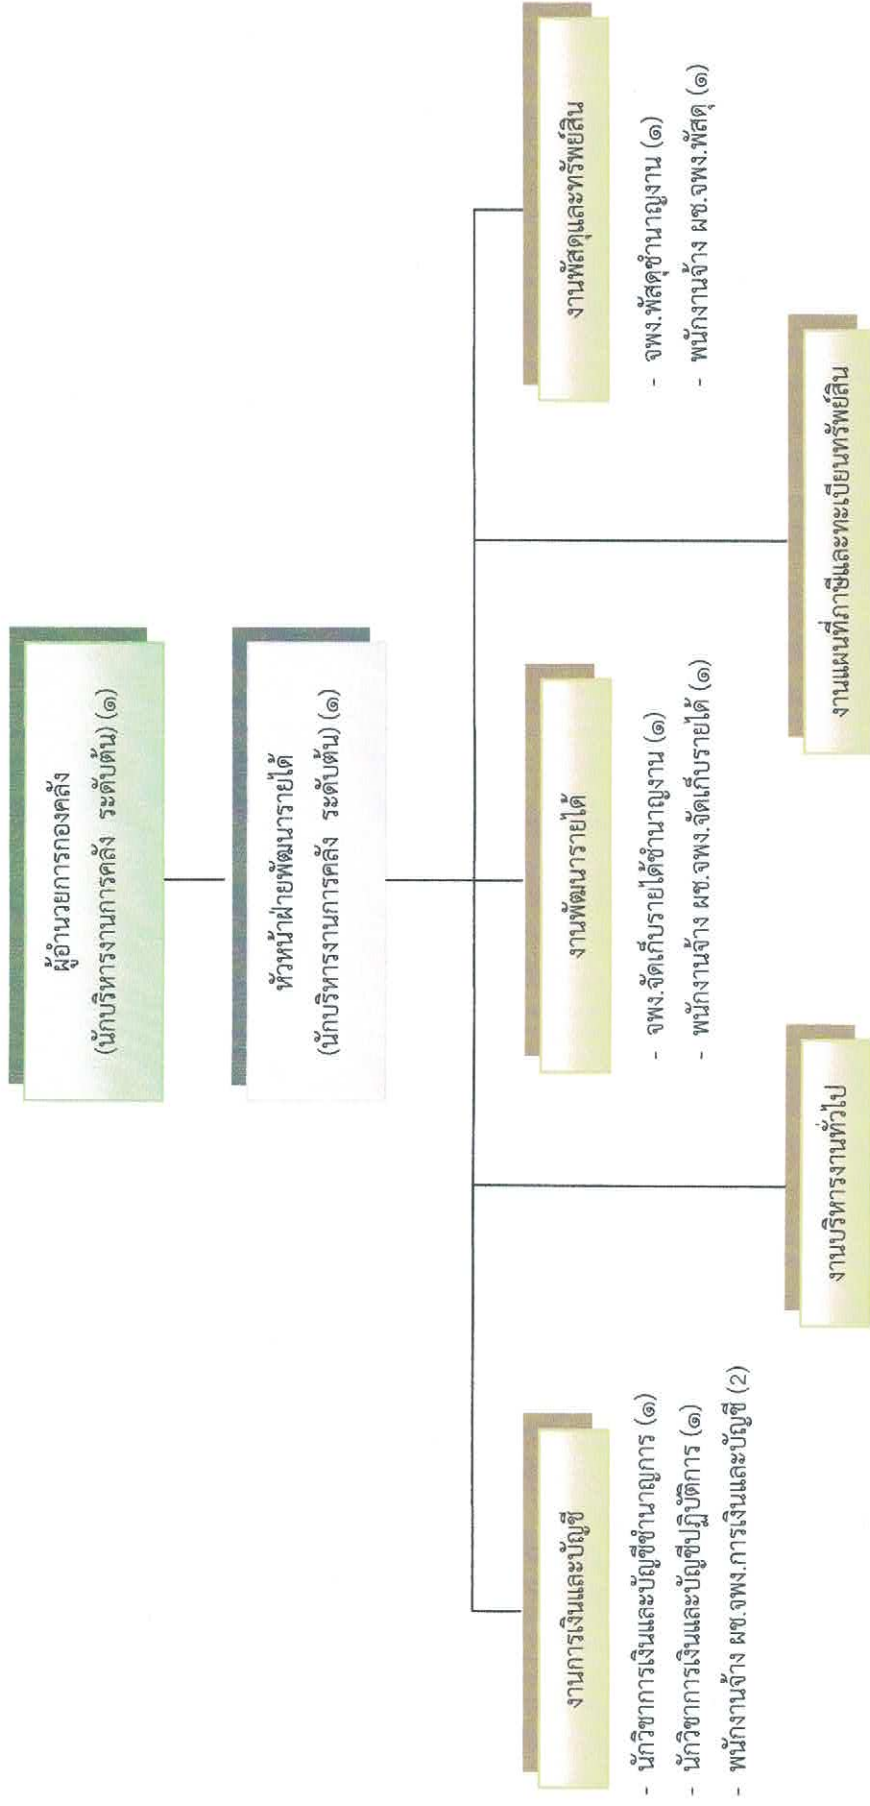 ผู้อำนวยการกองคลัง
(นักบริหารงานการคลัง ระดับต้น) (๑)
หัวหน้าฝ่ายพัฒนารายได้
(นักบริหารงานการคลัง ระดับต้น) (๑)
งานการเงินและบัญชี
- นักวิชาการเงินและบัญชีชำนาญการ (๑)
- นักวิชาการเงินและบัญชีปฏิบัติการ (๑)
- พนักงานจ้าง ผช.จพง.การเงินและบัญชี (2)
งานพัฒนารายได้
- จพง.จัดเก็บรายได้ชำนาญงาน (๑)
- พนักงานจ้าง ผช.จพง.จัดเก็บรายได้ (๑)
งานพัสดุและทรัพย์สิน
- จพง.พัสดุชำนาญงาน (๑)
- พนักงานจ้าง ผช.จพง.พัสดุ (๑)
งานบริหารงานทั่วไป
งานแผนที่ภาษีและทะเบียนทรัพย์สิน